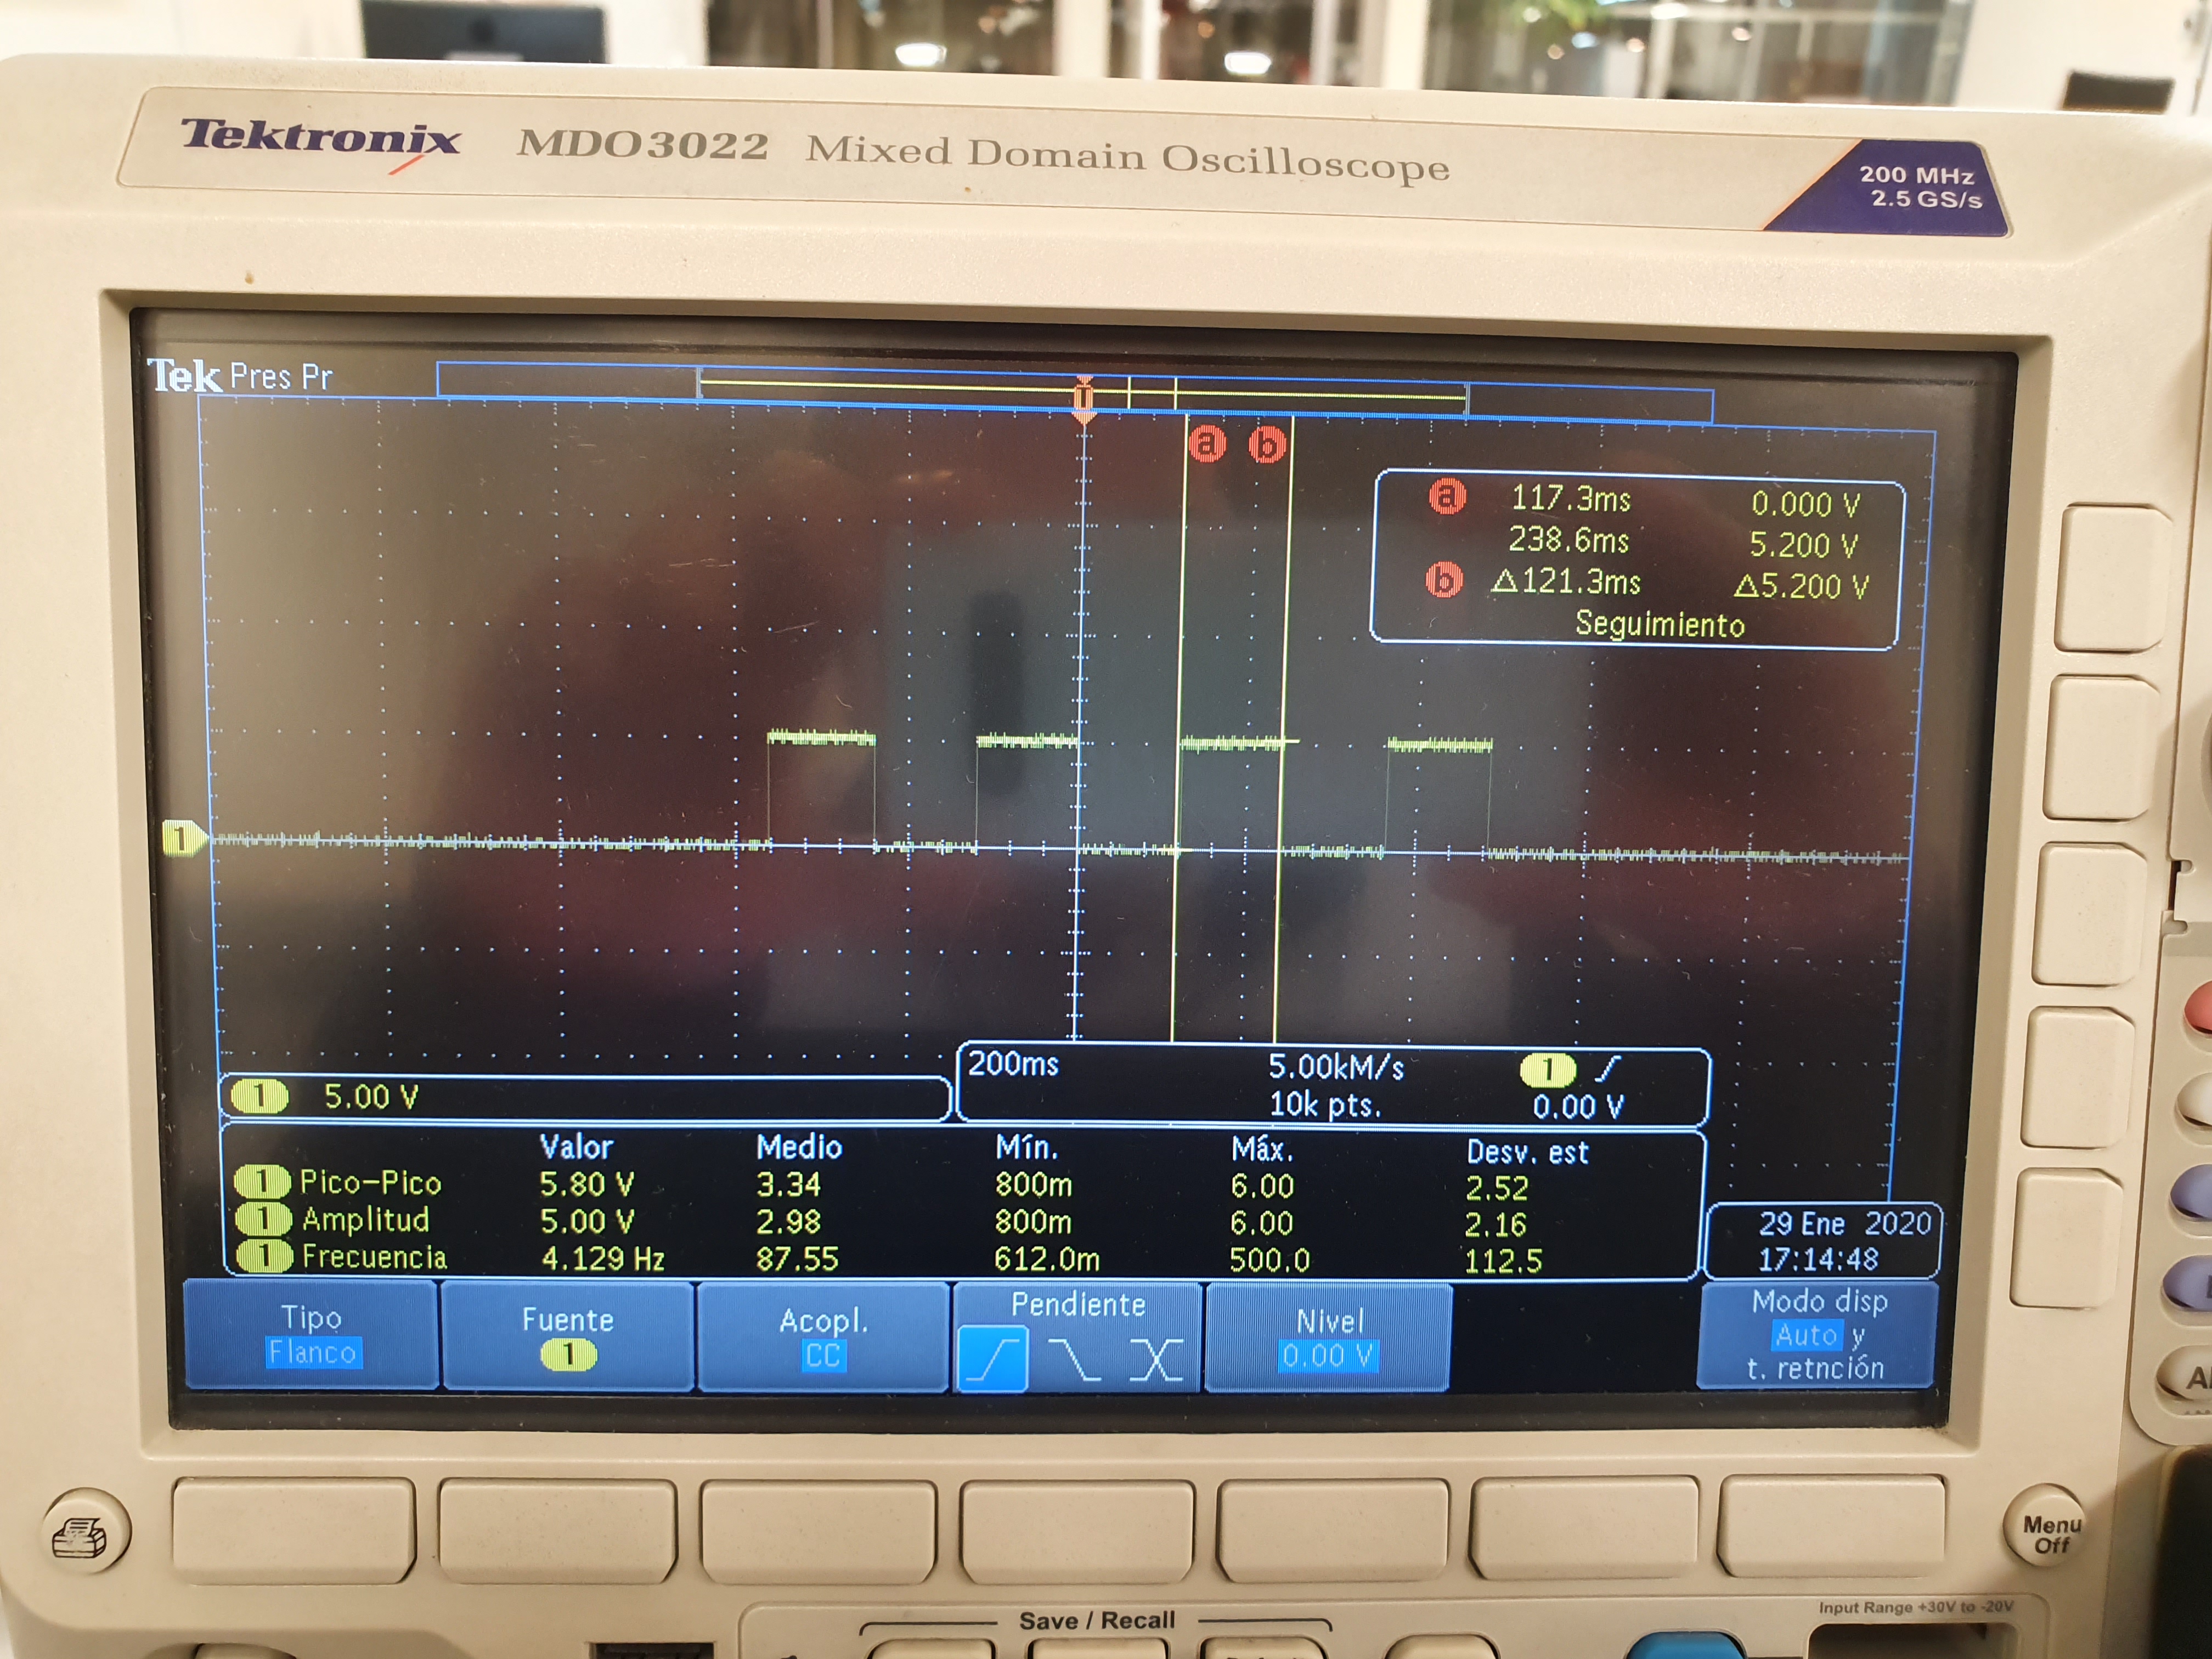 Tektronix MDO3022 Mixed Domain Oscilloscope
200 MHz
2.5 GS/s
Tek Pres Pr
T
a b
a 117.3ms 0.000 V
238.6ms 5.200 V
b Δ121.3ms Δ5.200 V
Seguimiento
1
1 5.00 V
200ms 5.00kM/s 1
10k pts. 0.00 V
Valor Medio Mín. Máx. Desv. est
1 Pico-Pico 5.80 V 3.34 800m 6.00 2.52
1 Amplitud 5.00 V 2.98 800m 6.00 2.16
1 Frecuencia 4.129 Hz 87.55 612.0m 500.0 112.5
29 Ene 2020
17:14:48
Tipo
Flanco
Fuente
1
Acopl.
CC
Pendiente
Nivel
0.00 V
Modo disp
Auto y
t. retnción
Menu
Off
Save / Recall
Input Range +30V to -20V